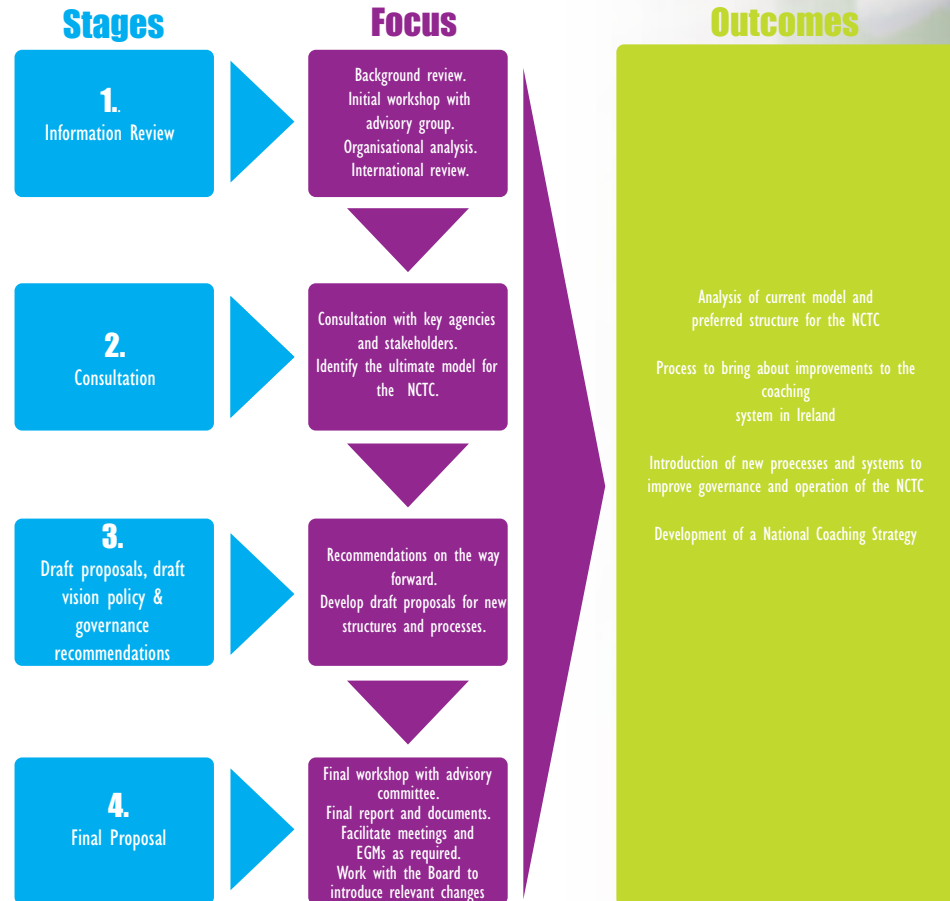 Stages
Focus
Outcomes
1..
Information Review
Background review.
Initial workshop with
advisory group.
Organisational analysis.
International review.
2.
Consultation
Consultation with key agencies
and stakeholders.
Identify the ultimate model for
the NCTC.
3.
Draft proposals, draft
vision policy &
governance
recommendations
Recommendations on the way
forward.
Develop draft proposals for new
structures and processes.
4.
Final Proposal
Final workshop with advisory
committee.
Final report and documents.
Facilitate meetings and
EGMs as required.
Work with the Board to
introduce relevant changes
Analysis of current model and
preferred structure for the NCTC
Process to bring about improvements to the
coaching
system in Ireland
Introduction of new proecesses and systems to
improve governance and operation of the NCTC
Development of a National Coaching Strategy